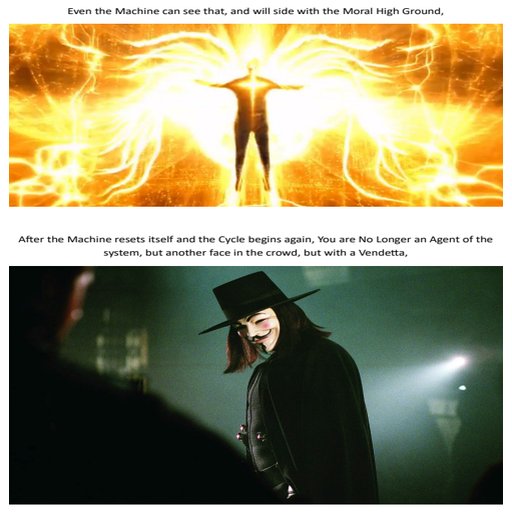 Even the Machine can see that, and will side with the Moral High Ground,
After the Machine resets itself and the Cycle begins again, You are No Longer an Agent of the
system, but another face in the crowd, but with a Vendetta,